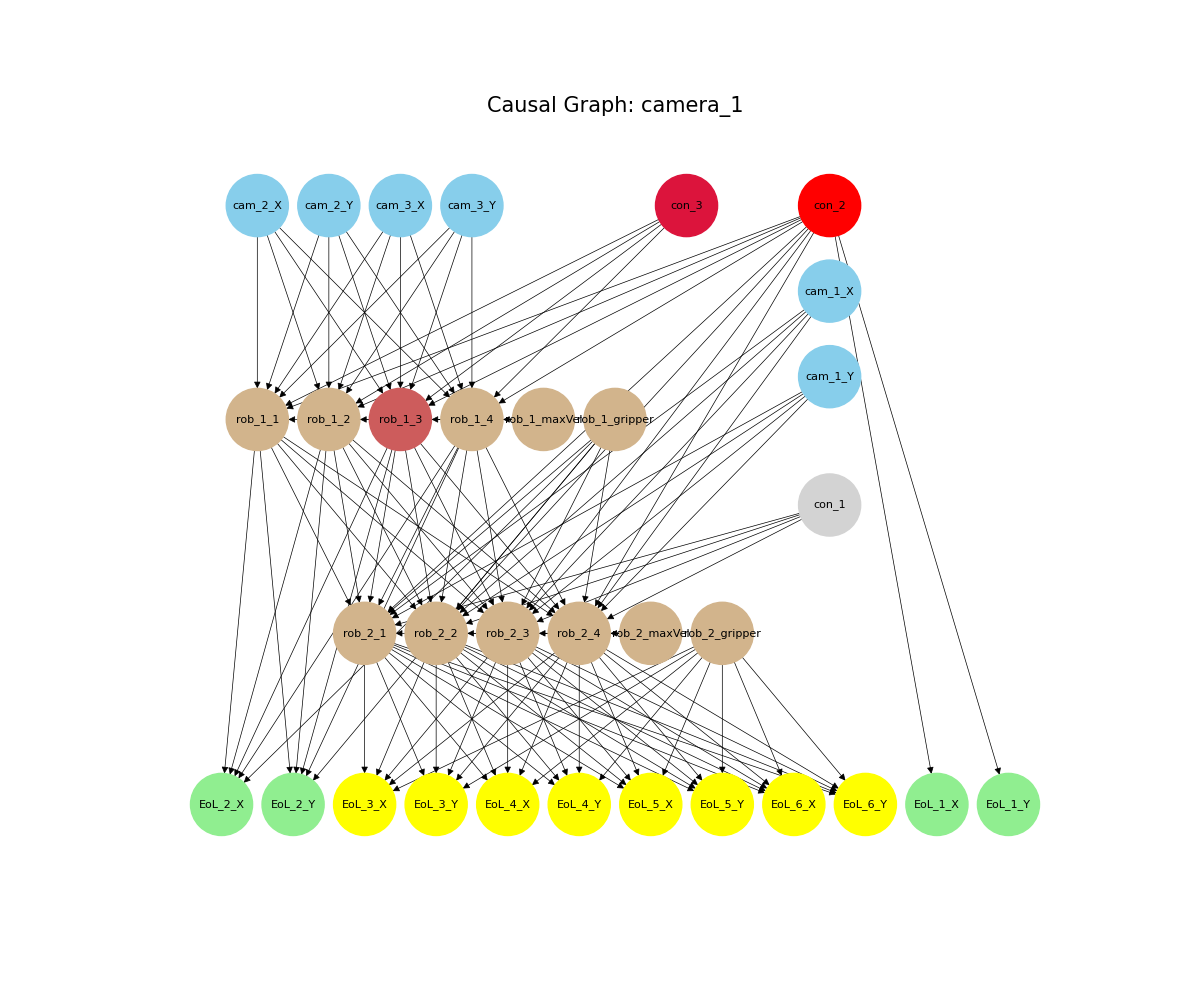 Causal Graph: camera_1
cam_2_X cam_2_Y cam_3_X cam_3_Y con_3 con_2
cam_1_X
cam_1_Y
rob_1_1 rob_1_2 rob_1_3 rob_1_4 rob_1_maxVel rob_1_gripper
con_1
rob_2_1 rob_2_2 rob_2_3 rob_2_4 rob_2_maxVel rob_2_gripper
EoL_2_X EoL_2_Y EoL_3_X EoL_3_Y EoL_4_X EoL_4_Y EoL_5_X EoL_5_Y EoL_6_X EoL_6_Y EoL_1_X EoL_1_Y